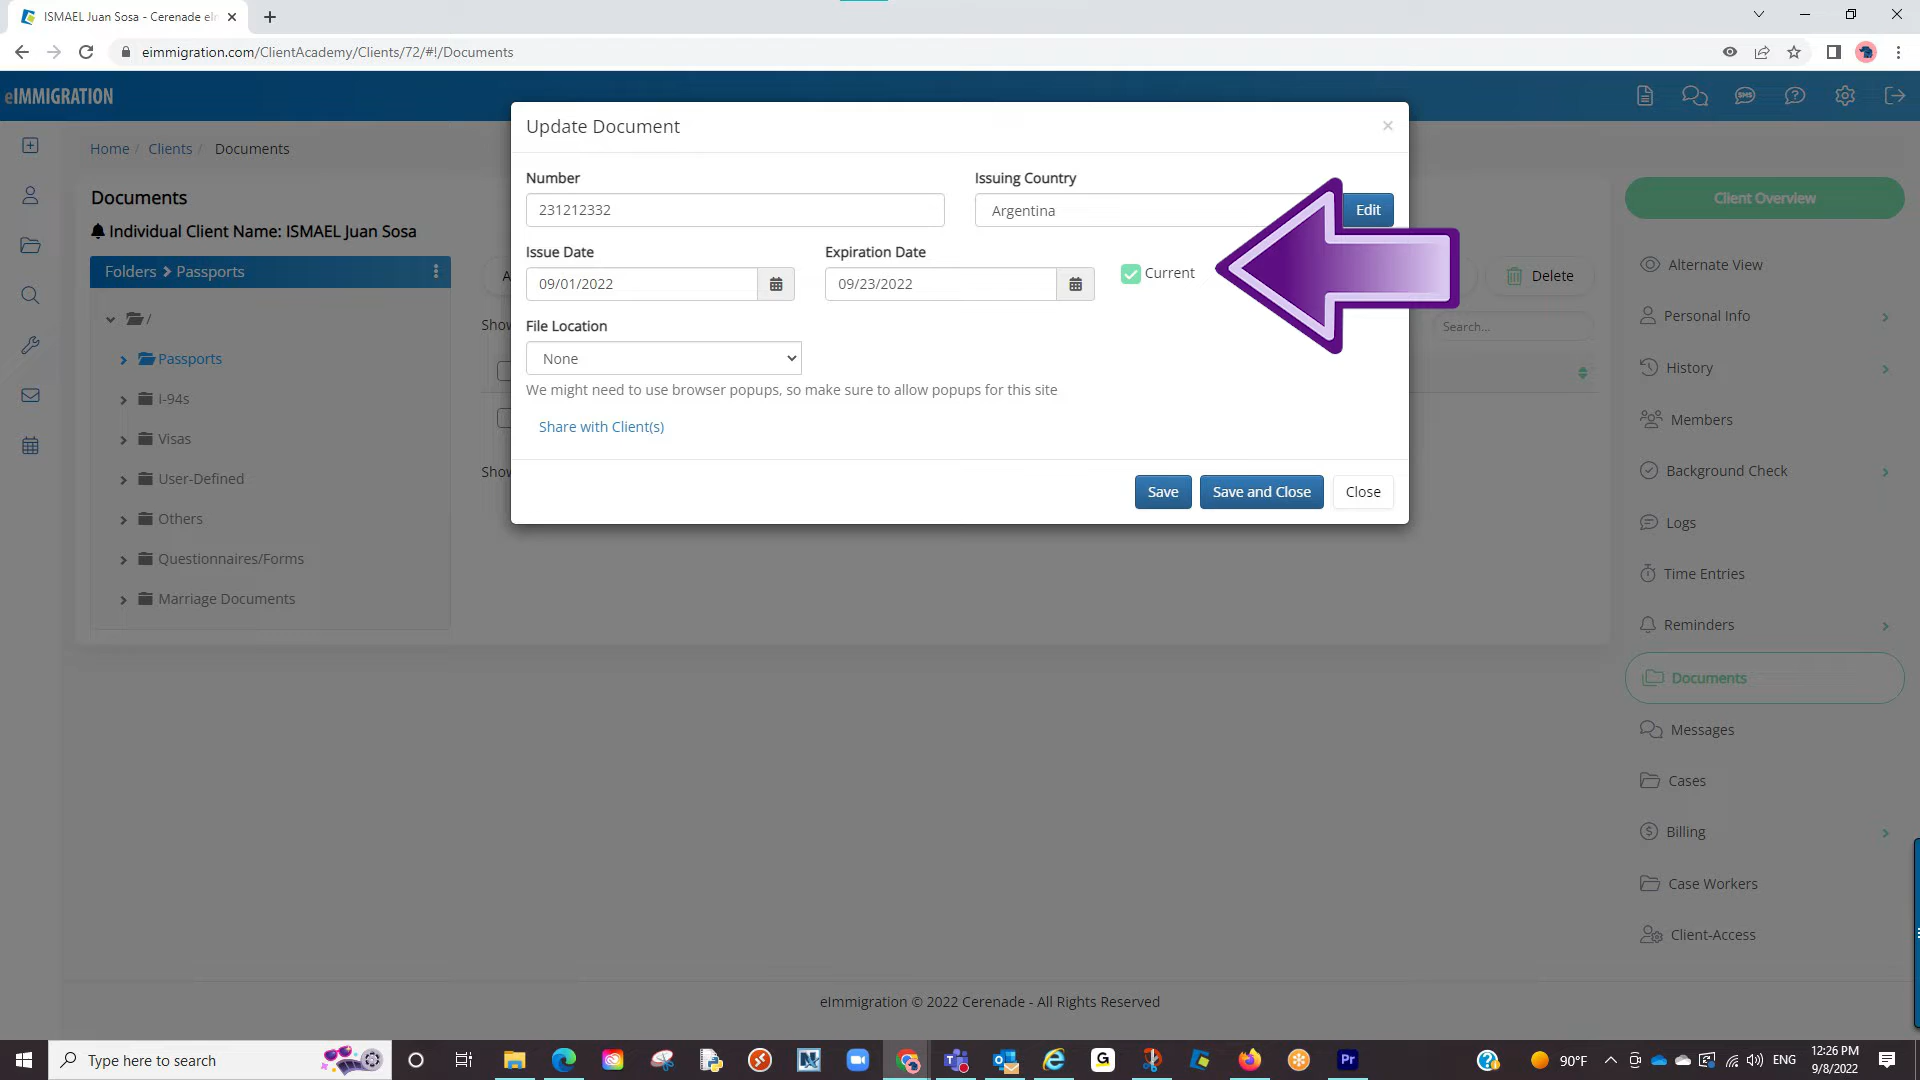 ISMAEL Juan Sosa - Cerenade eIn
eimmigration.com/ClientAcademy/Clients/72/#!/Documents
eIMMIGRATION
SMS
Home / Clients / Documents
Documents
Individual Client Name: ISMAEL Juan Sosa
Folders > Passports
/
Passports
I-94s
Visas
User-Defined
Others
Questionnaires/Forms
Marriage Documents
A
Show
Show
Delete
Search...
Update Document
×
Number
231212332
Issuing Country
Argentina
Edit
Issue Date
09/01/2022
Expiration Date
09/23/2022
Current
File Location
None
We might need to use browser popups, so make sure to allow popups for this site
Share with Client(s)
Save
Save and Close
Close
Client Overview
Alternate View
Personal Info
History
Members
Background Check
Logs
Time Entries
Reminders
Documents
Messages
Cases
Billing
Case Workers
Client-Access
eImmigration © 2022 Cerenade - All Rights Reserved
Type here to search
G
Pr
90°F
ENG
12:26 PM
9/8/2022